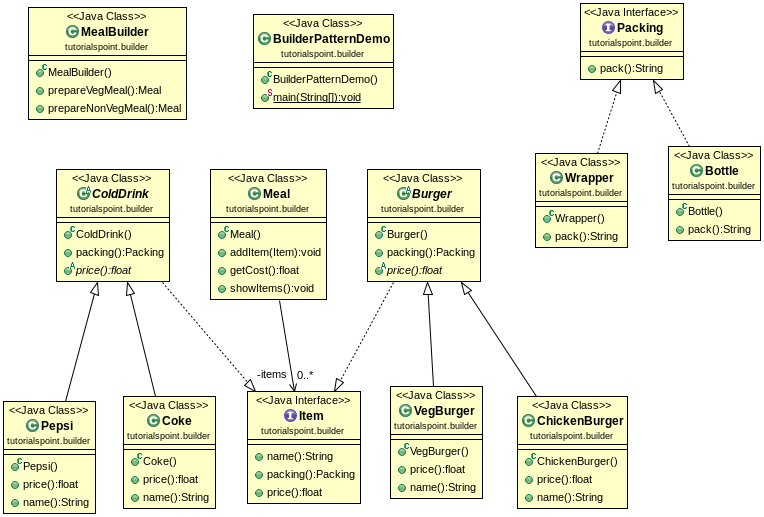 <<Java Class>>
MealBuilder
tutorialspoint.builder
MealBuilder()
prepareVegMeal():Meal
prepareNonVegMeal():Meal
<<Java Class>>
BuilderPatternDemo
tutorialspoint.builder
BuilderPatternDemo()
main(String[]):void
<<Java Interface>>
Packing
tutorialspoint.builder
pack():String
<<Java Class>>
Wrapper
tutorialspoint.builder
Wrapper()
pack():String
<<Java Class>>
Bottle
tutorialspoint.builder
Bottle()
pack():String
<<Java Class>>
ColdDrink
tutorialspoint.builder
ColdDrink()
packing():Packing
price():float
<<Java Class>>
Meal
tutorialspoint.builder
Meal()
addItem(Item):void
getCost():float
showItems():void
<<Java Class>>
Burger
tutorialspoint.builder
Burger()
packing():Packing
price():float
-items 0..*
<<Java Class>>
Pepsi
tutorialspoint.builder
Pepsi()
price():float
name():String
<<Java Class>>
Coke
tutorialspoint.builder
Coke()
price():float
name():String
<<Java Interface>>
Item
tutorialspoint.builder
name():String
packing():Packing
price():float
<<Java Class>>
VegBurger
tutorialspoint.builder
VegBurger()
price():float
name():String
<<Java Class>>
ChickenBurger
tutorialspoint.builder
ChickenBurger()
price():float
name():String